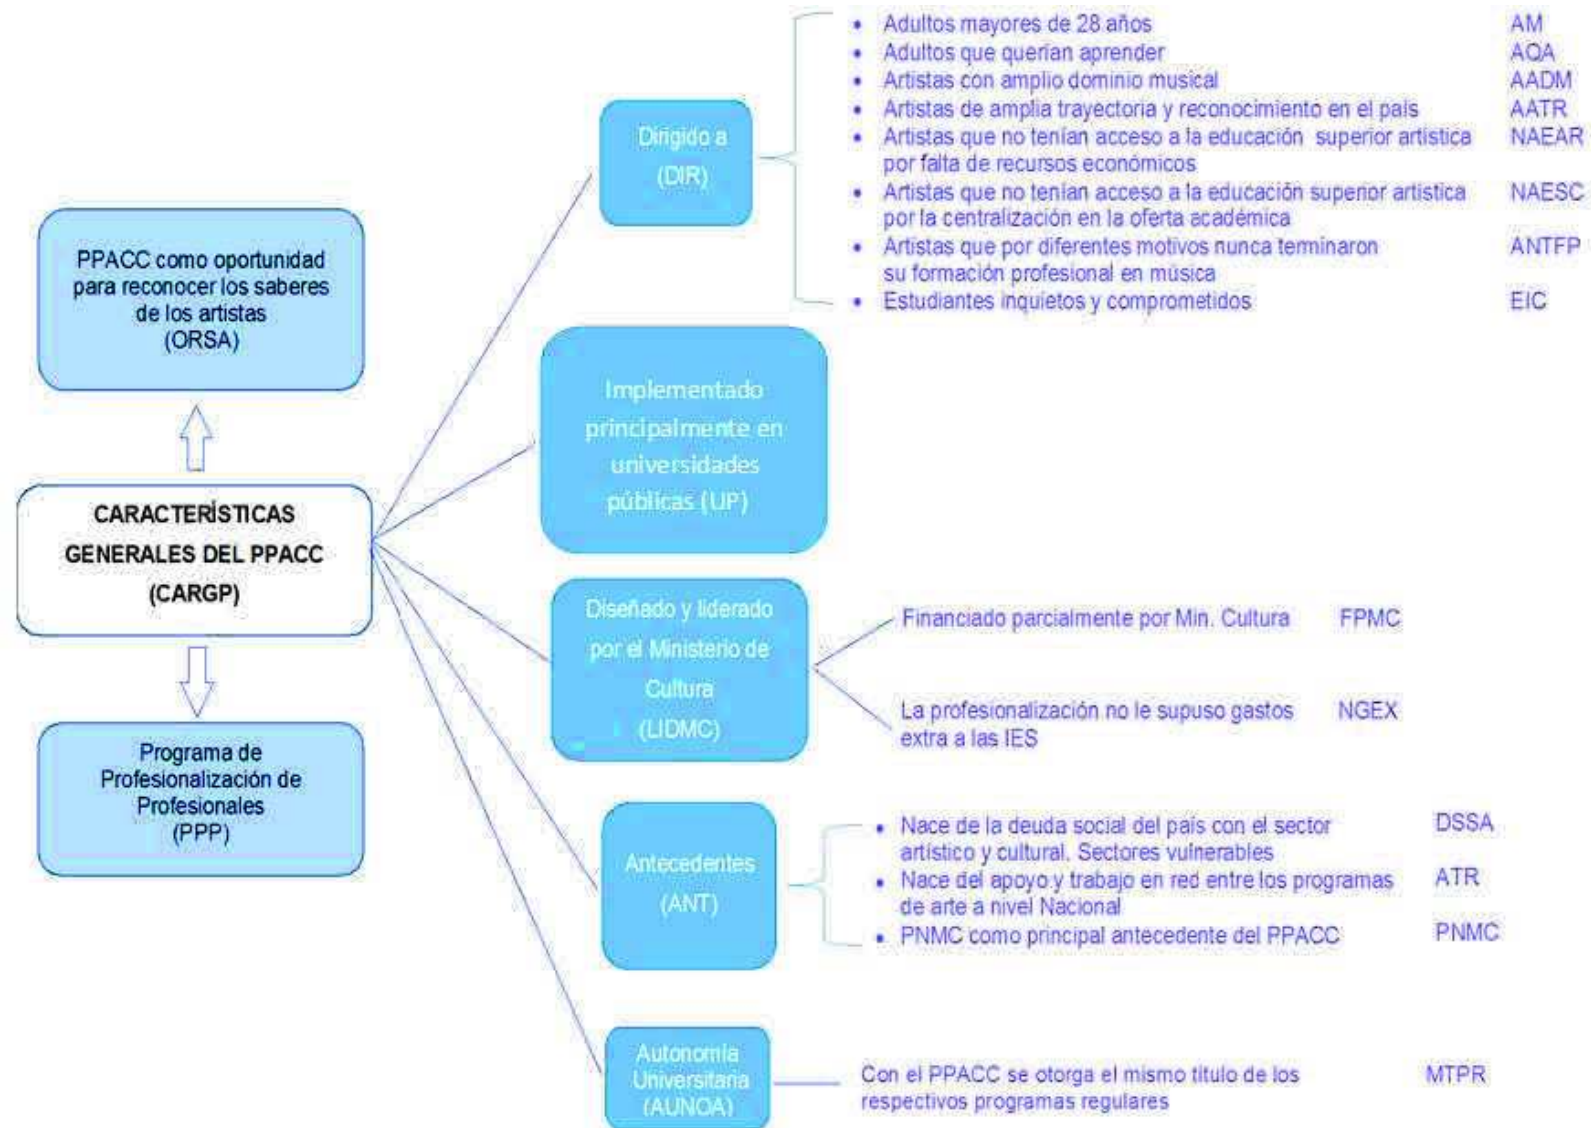 PPACC como oportunidad
para reconocer los saberes
de los artistas
(ORSA)
CARACTERÍSTICAS
GENERALES DEL PPACC
(CARGP)
Programa de
Profesionalización de
Profesionales
(PPP)
Dirigido a
(DIR)
• Adultos mayores de 28 años AM
• Adultos que querían aprender AQA
• Artistas con amplio dominio musical AADM
• Artistas de amplia trayectoria y reconocimiento en el país AATR
• Artistas que no tenían acceso a la educación superior artística NAEAR
por falta de recursos económicos
• Artistas que no tenían acceso a la educación superior artística NAESC
por la centralización en la oferta académica
• Artistas que por diferentes motivos nunca terminaron ANTFP
su formación profesional en música
• Estudiantes inquietos y comprometidos EIC
Implementado
principalmente en
universidades
públicas (UP)
Diseñado y liderado
por el Ministerio de
Cultura
(LIDMC)
Financiado parcialmente por Min. Cultura FPMC
La profesionalización no le supuso gastos NGEX
extra a las IES
Antecedentes
(ANT)
• Nace de la deuda social del país con el sector DSSA
artístico y cultural. Sectores vulnerables
• Nace del apoyo y trabajo en red entre los programas ATR
de arte a nivel Nacional
• PNMC como principal antecedente del PPACC PNMC
Autonomía
Universitaria
(AUNOA)
Con el PPACC se otorga el mismo título de los MTPR
respectivos programas regulares